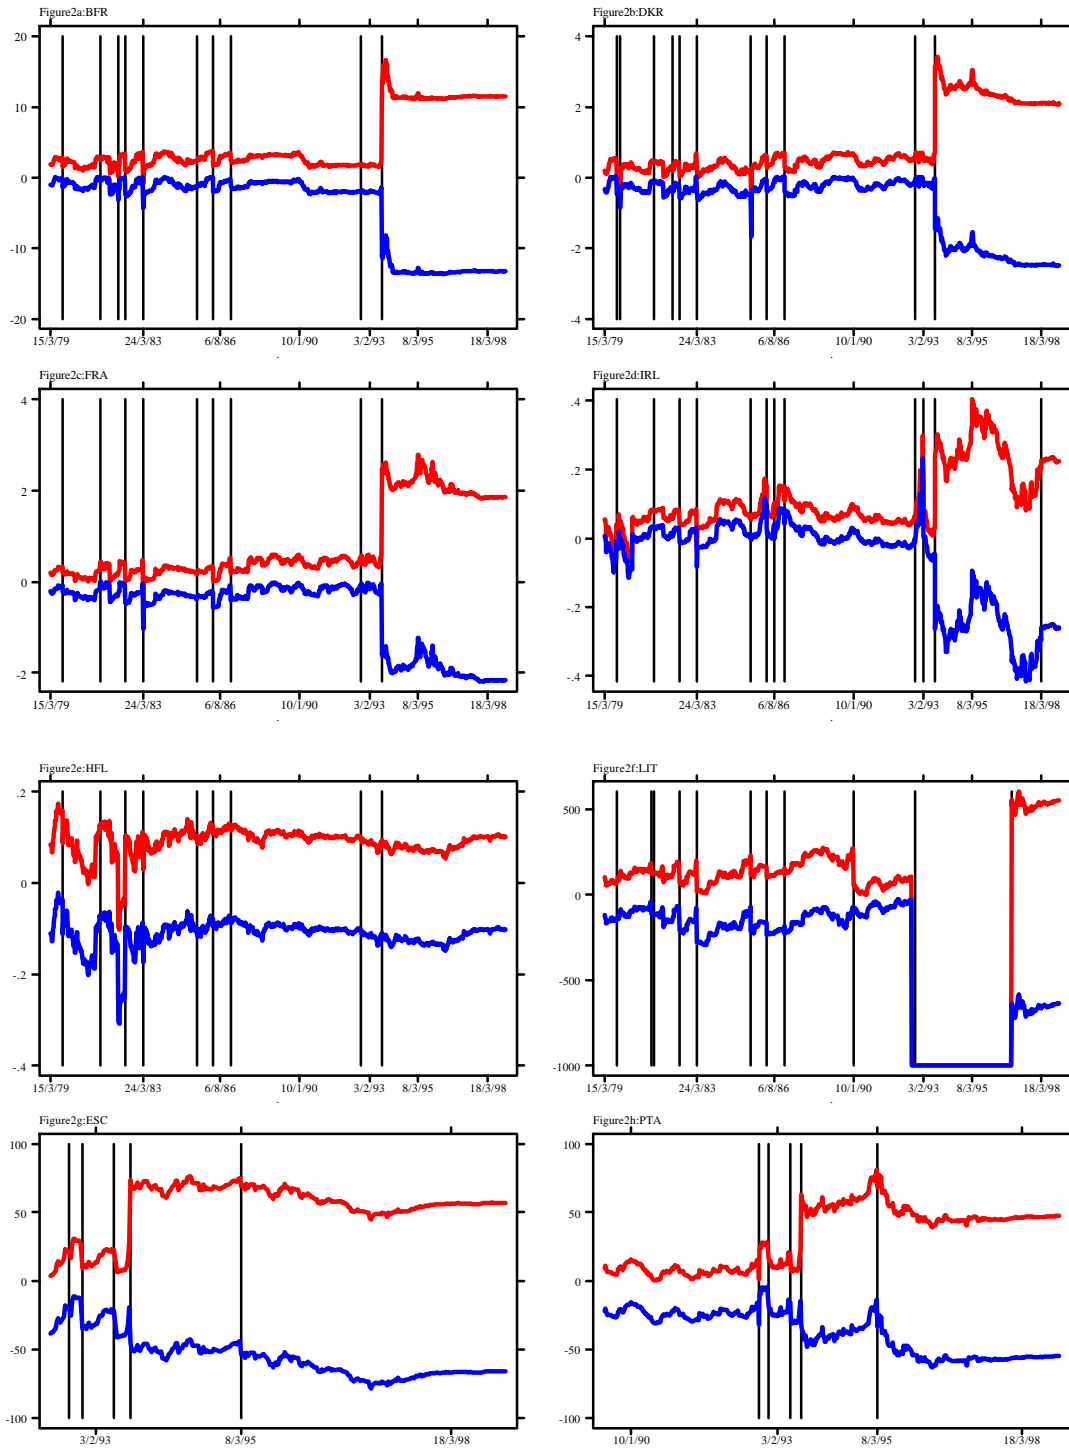 Figure2a:BFR
20
10
0
-10
-20
15/3/79 24/3/83 6/8/86 10/1/90 3/2/93 8/3/95 18/3/98
Figure2b:DKR
4
2
0
-2
-4
15/3/79 24/3/83 6/8/86 10/1/90 3/2/93 8/3/95 18/3/98
Figure2c:FRA
4
2
0
-2
15/3/79 24/3/83 6/8/86 10/1/90 3/2/93 8/3/95 18/3/98
Figure2d:IRL
.4
.2
0
-.2
-.4
15/3/79 24/3/83 6/8/86 10/1/90 3/2/93 8/3/95 18/3/98
Figure2e:HFL
.2
0
-.2
-.4
15/3/79 24/3/83 6/8/86 10/1/90 3/2/93 8/3/95 18/3/98
Figure2f:LIT
500
0
-500
-1000
15/3/79 24/3/83 6/8/86 10/1/90 3/2/93 8/3/95 18/3/98
Figure2g:ESC
100
50
0
-50
-100
3/2/93 8/3/95 18/3/98
Figure2h:PTA
100
50
0
-50
-100
10/1/90 3/2/93 8/3/95 18/3/98